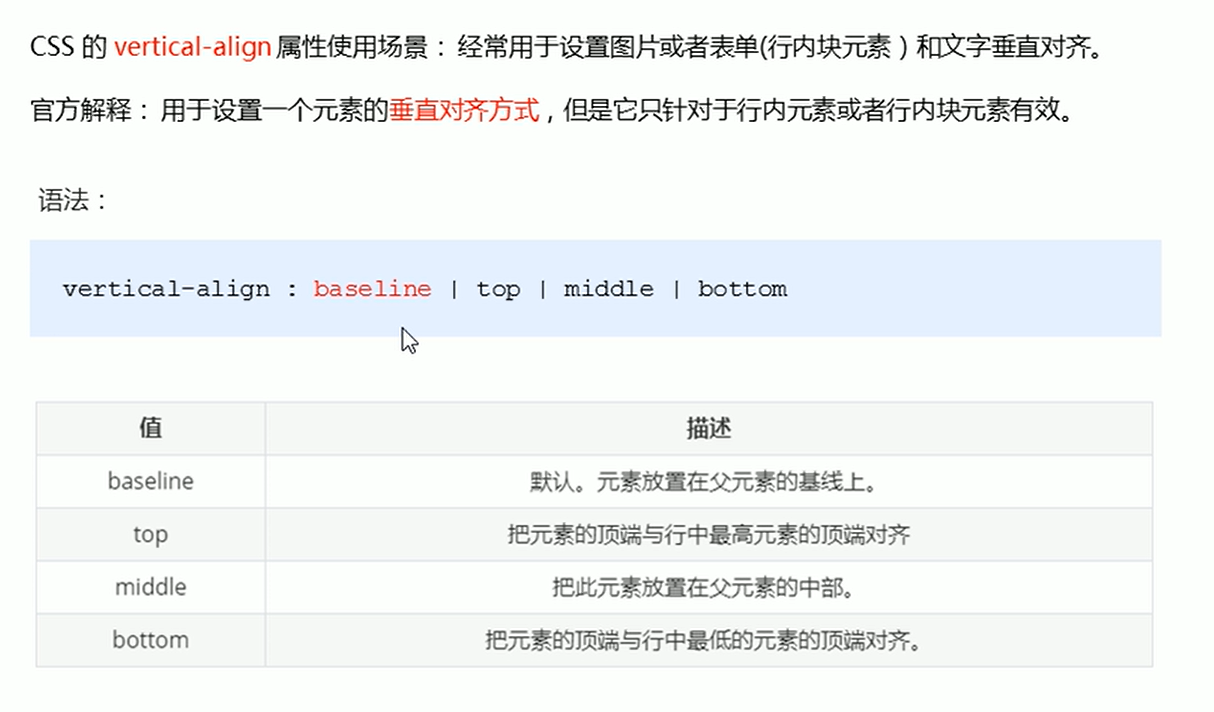 CSS 的 vertical-align 属性使用场景： 经常用于设置图片或者表单(行内块元素）和文字垂直对齐。
官方解释： 用于设置一个元素的垂直对齐方式，但是它只针对于行内元素或者行内块元素有效。
语法：
vertical-align : baseline | top | middle | bottom
值 描述
baseline 默认。元素放置在父元素的基线上。
top 把元素的顶端与行中最高元素的顶端对齐
middle 把此元素放置在父元素的中部。
bottom 把元素的顶端与行中最低的元素的顶端对齐。